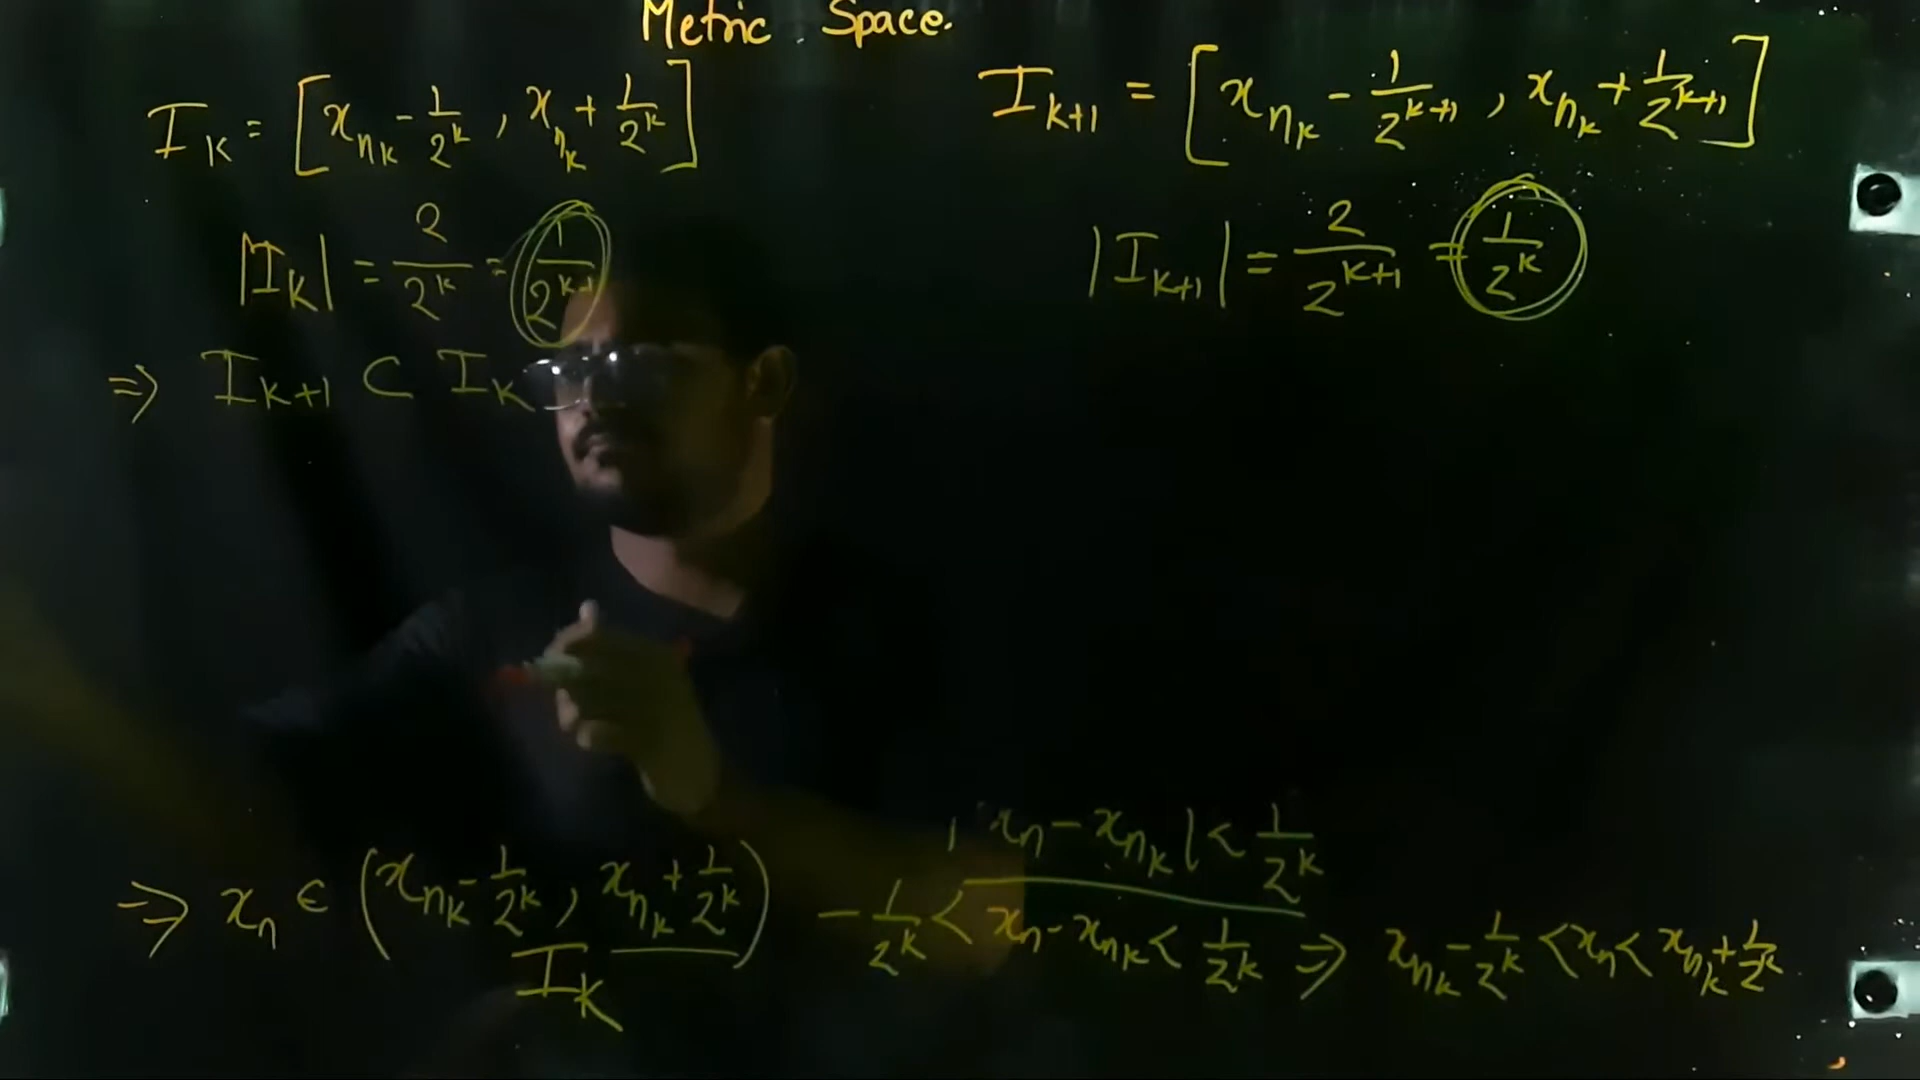 Metric Space.
I_k = [x_{n_k} - 1/2^k , x_{n_k} + 1/2^k]
I_{k+1} = [x_{n_k} - 1/2^{k+1} , x_{n_k} + 1/2^{k+1}]
|I_k| = 2/2^k = 1/2^{k-1}
|I_{k+1}| = 2/2^{k+1} = 1/2^k
⇒ I_{k+1} ⊂ I_k
| x_n - x_{n_k} | < 1/2^k
⇒ x_n ∈ (x_{n_k} - 1/2^k , x_{n_k} + 1/2^k)
I_k
-1/2^k < x_n - x_{n_k} < 1/2^k ⇒ x_{n_k} - 1/2^k < x_n < x_{n_k} + 1/2^k